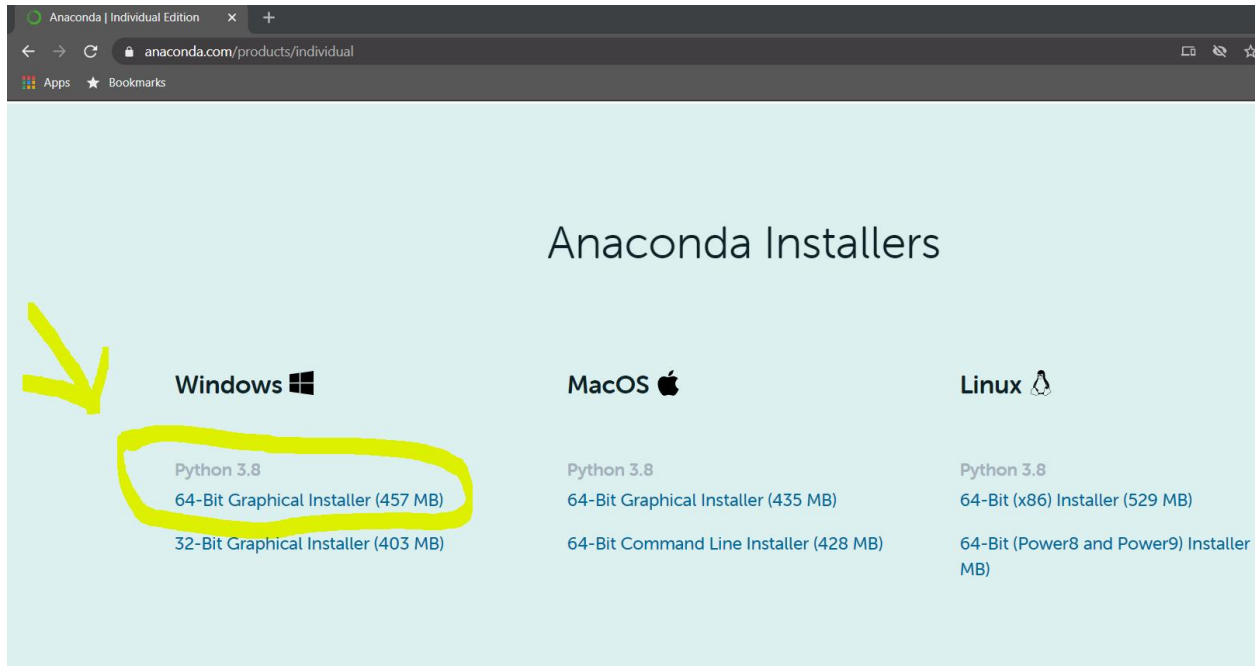 Anaconda | Individual Edition
anaconda.com/products/individual
Apps Bookmarks
Anaconda Installers
Windows
Python 3.8
64-Bit Graphical Installer (457 MB)
32-Bit Graphical Installer (403 MB)
MacOS
Python 3.8
64-Bit Graphical Installer (435 MB)
64-Bit Command Line Installer (428 MB)
Linux
Python 3.8
64-Bit (x86) Installer (529 MB)
64-Bit (Power8 and Power9) Installer
MB)